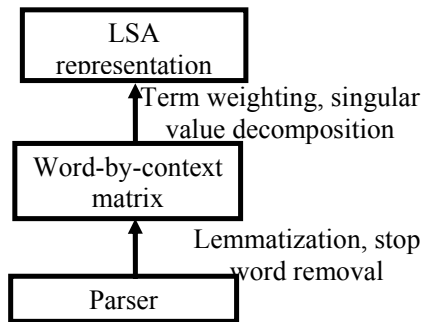 LSA
representation
Term weighting, singular
value decomposition
Word-by-context
matrix
Lemmatization, stop
word removal
Parser